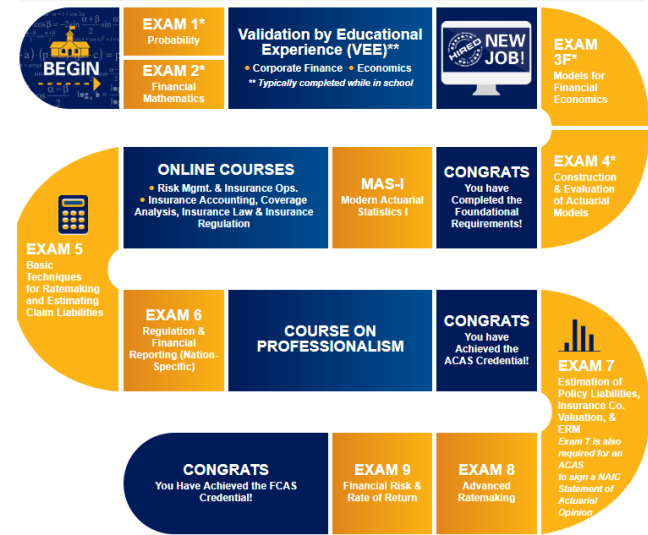 BEGIN
EXAM 1*
Probability
EXAM 2*
Financial
Mathematics
Validation by Educational
Experience (VEE)**
• Corporate Finance • Economics
** Typically completed while in school
HIRED
NEW
JOB!
EXAM
3F*
Models for
Financial
Economics
EXAM 4*
Construction
& Evaluation
of Actuarial
Models
CONGRATS
You have
Completed the
Foundational
Requirements!
MAS-I
Modern Actuarial
Statistics I
ONLINE COURSES
• Risk Mgmt. & Insurance Ops.
• Insurance Accounting, Coverage
Analysis, Insurance Law & Insurance
Regulation
EXAM 5
Basic
Techniques
for Ratemaking
and Estimating
Claim Liabilities
EXAM 6
Regulation &
Financial
Reporting (Nation-
Specific)
COURSE ON
PROFESSIONALISM
CONGRATS
You have
Achieved the
ACAS Credential!
EXAM 7
Estimation of
Policy Liabilities,
Insurance Co.
Valuation, &
ERM
Exam 7 is also
required for an
ACAS
to sign a NAIC
Statement of
Actuarial
Opinion
EXAM 8
Advanced
Ratemaking
EXAM 9
Financial Risk &
Rate of Return
CONGRATS
You Have Achieved the FCAS
Credential!